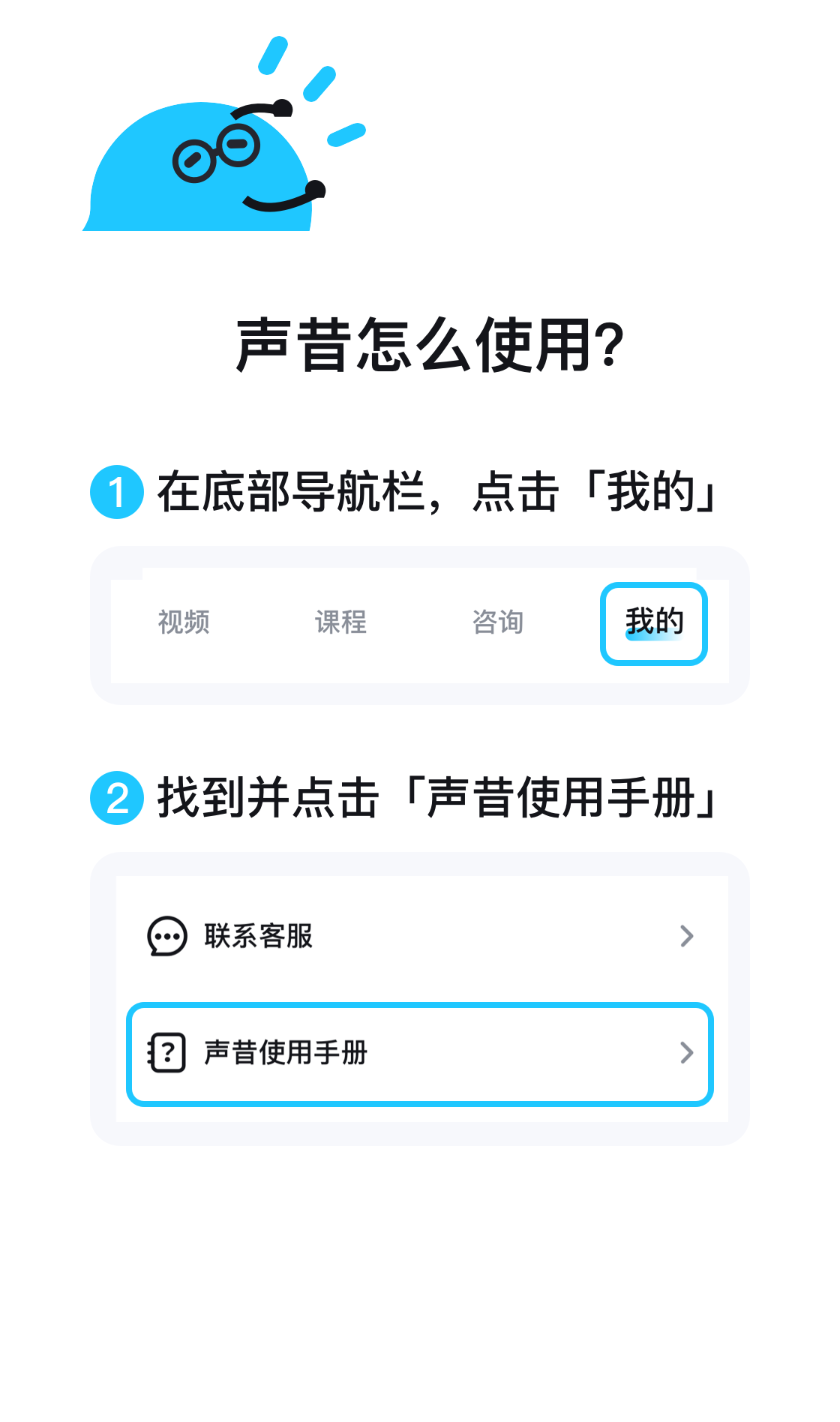 声昔怎么使用?
1 在底部导航栏，点击「我的」
视频 课程 咨询 我的
2 找到并点击「声昔使用手册」
联系客服
? 声昔使用手册